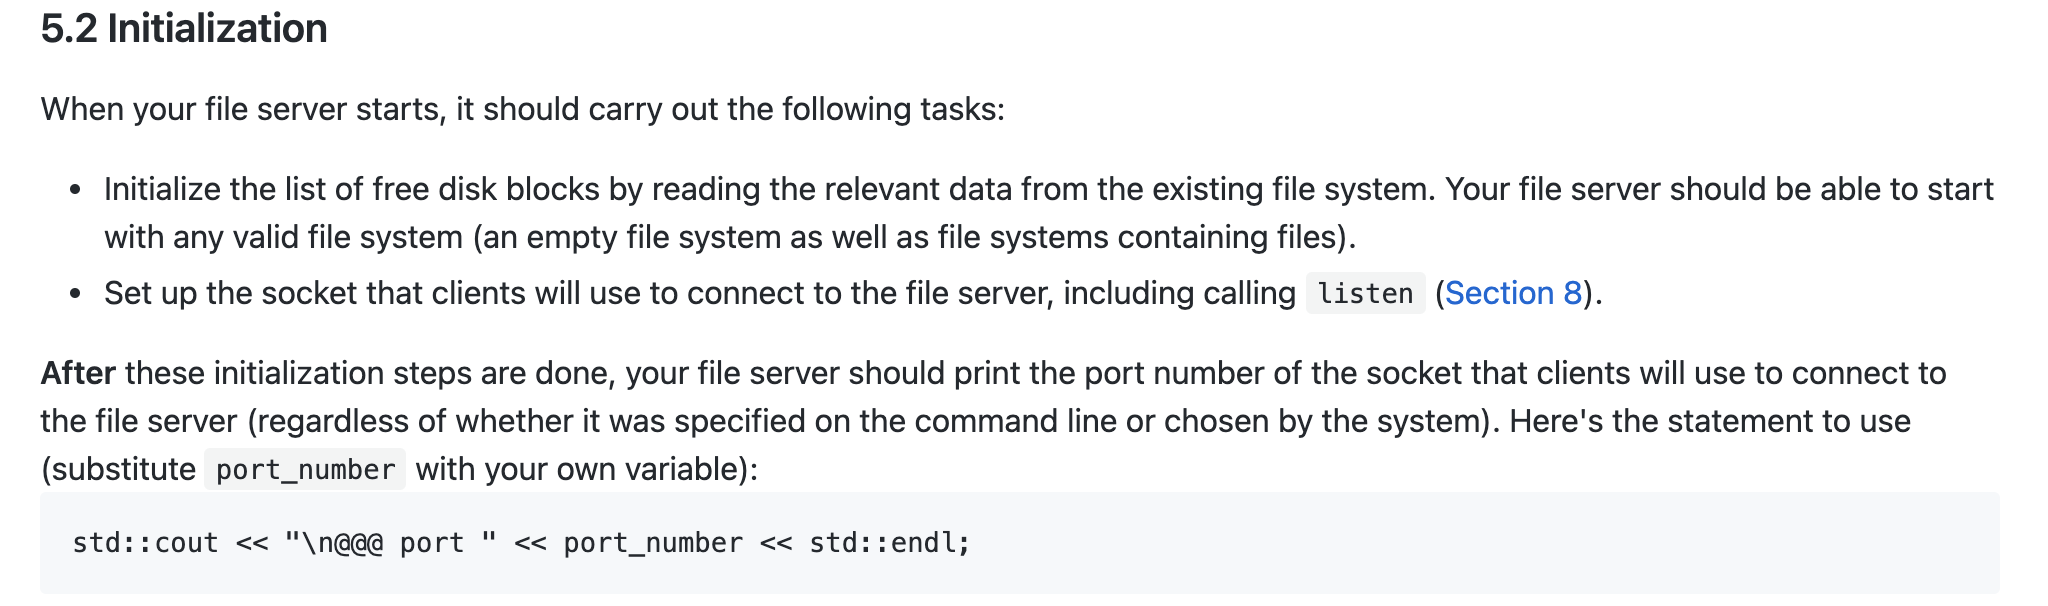 5.2 Initialization
When your file server starts, it should carry out the following tasks:
• Initialize the list of free disk blocks by reading the relevant data from the existing file system. Your file server should be able to start
with any valid file system (an empty file system as well as file systems containing files).
• Set up the socket that clients will use to connect to the file server, including calling listen (Section 8).
After these initialization steps are done, your file server should print the port number of the socket that clients will use to connect to
the file server (regardless of whether it was specified on the command line or chosen by the system). Here's the statement to use
(substitute port_number with your own variable):
std::cout << "\n@@@ port " << port_number << std::endl;